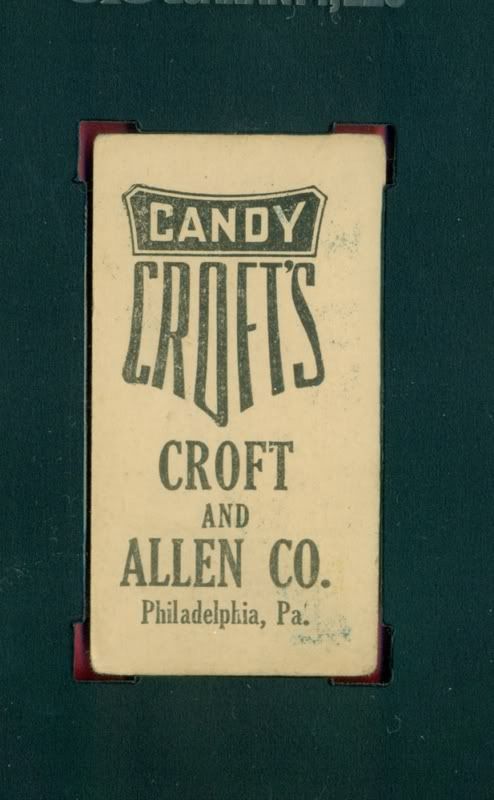 CANDY
CROFT'S
CROFT
AND
ALLEN CO.
Philadelphia, Pa.